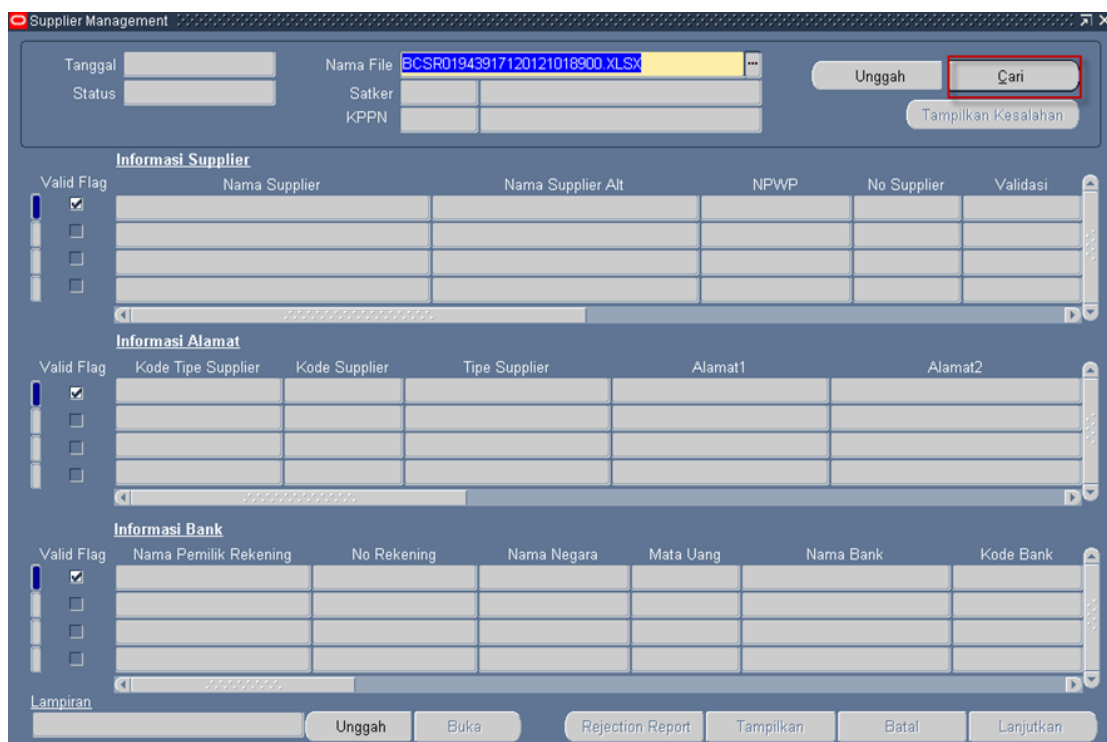 Supplier Management
Tanggal Nama File BCSR01943917120121018900.XLSX ... Unggah Cari
Status Satker
KPPN Tampilkan Kesalahan
Informasi Supplier
Valid Flag Nama Supplier Nama Supplier Alt NPWP No Supplier Validasi
Informasi Alamat
Valid Flag Kode Tipe Supplier Kode Supplier Tipe Supplier Alamat1 Alamat2
Informasi Bank
Valid Flag Nama Pemilik Rekening No Rekening Nama Negara Mata Uang Nama Bank Kode Bank
Lampiran
Unggah Buka Rejection Report Tampilkan Batal Lanjutkan